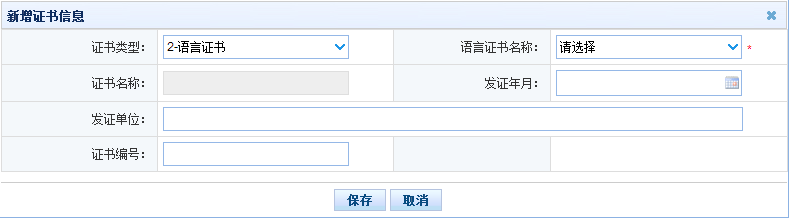 新增证书信息
证书类型： 2-语言证书 语言证书名称： 请选择 *
证书名称： 发证年月：
发证单位：
证书编号：
保存 取消